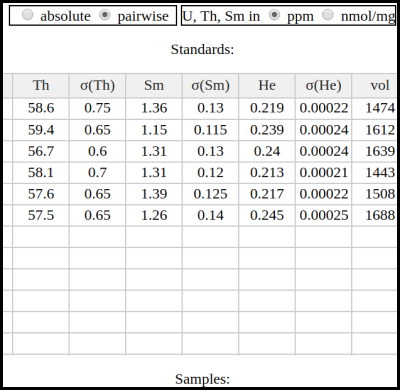 absolute pairwise U, Th, Sm in ppm nmol/mg
Standards:
Th σ(Th) Sm σ(Sm) He σ(He) vol
58.6 0.75 1.36 0.13 0.219 0.00022 1474
59.4 0.65 1.15 0.115 0.239 0.00024 1612
56.7 0.6 1.31 0.13 0.24 0.00024 1639
58.1 0.7 1.31 0.12 0.213 0.00021 1443
57.6 0.65 1.39 0.125 0.217 0.00022 1508
57.5 0.65 1.26 0.14 0.245 0.00025 1688
Samples: